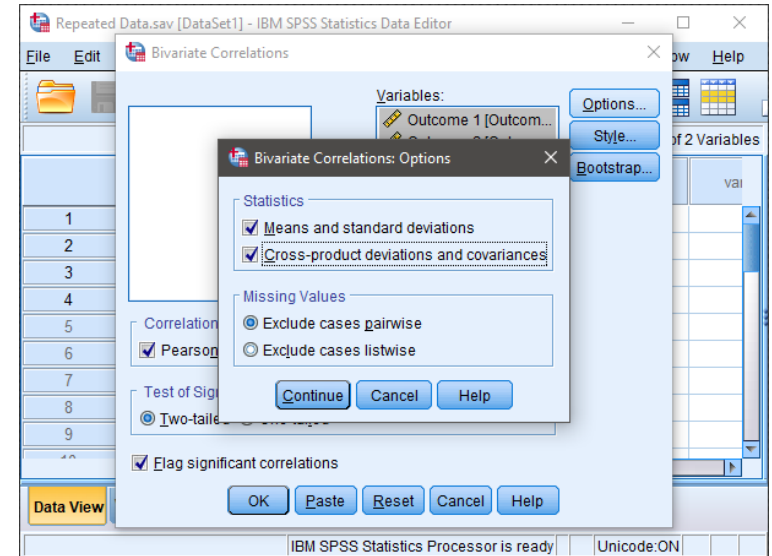 Repeated Data.sav [DataSet1] - IBM SPSS Statistics Data Editor
File Edit
Help
Bivariate Correlations
Variables:
Outcome 1 [Outcom...
Options...
Style...
Bootstrap...
of 2 Variables
Bivariate Correlations: Options
Statistics
Means and standard deviations
Cross-product deviations and covariances
Missing Values
Exclude cases pairwise
Exclude cases listwise
Continue Cancel Help
1
2
3
4
5
6
7
8
9
Correlation
Pearson
Test of Sig
Two-tailed
Flag significant correlations
OK Paste Reset Cancel Help
Data View
IBM SPSS Statistics Processor is ready Unicode:ON